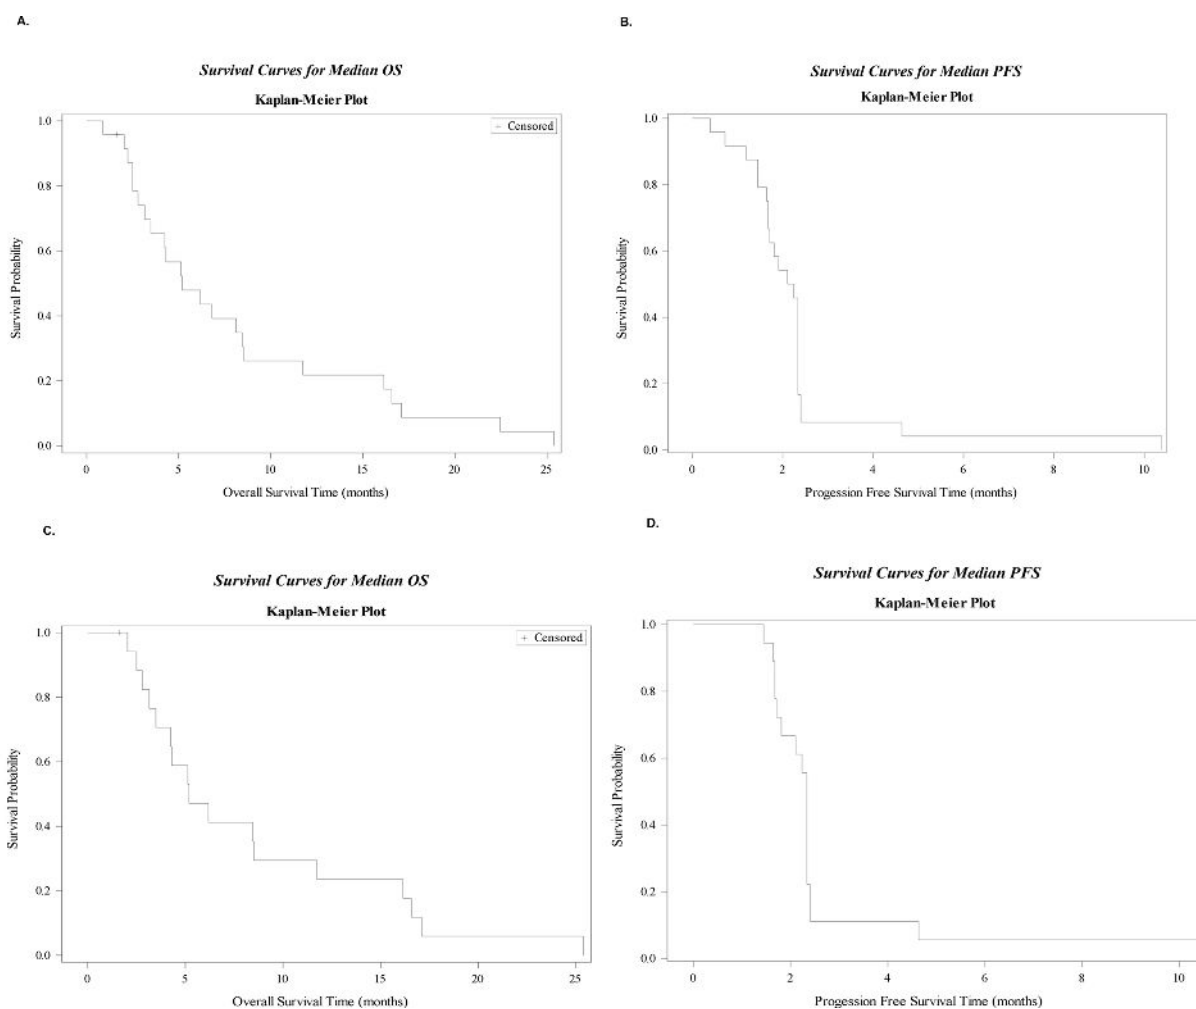 A.
Survival Curves for Median OS
Kaplan-Meier Plot
+ Censored
1.0
0.8
0.6
0.4
0.2
0.0
Survival Probability
0 5 10 15 20 25
Overall Survival Time (months)
B.
Survival Curves for Median PFS
Kaplan-Meier Plot
1.0
0.8
0.6
0.4
0.2
0.0
Survival Probability
0 2 4 6 8 10
Progession Free Survival Time (months)
C.
Survival Curves for Median OS
Kaplan-Meier Plot
+ Censored
1.0
0.8
0.6
0.4
0.2
0.0
Survival Probability
0 5 10 15 20 25
Overall Survival Time (months)
D.
Survival Curves for Median PFS
Kaplan-Meier Plot
1.0
0.8
0.6
0.4
0.2
0.0
Survival Probability
0 2 4 6 8 10
Progession Free Survival Time (months)